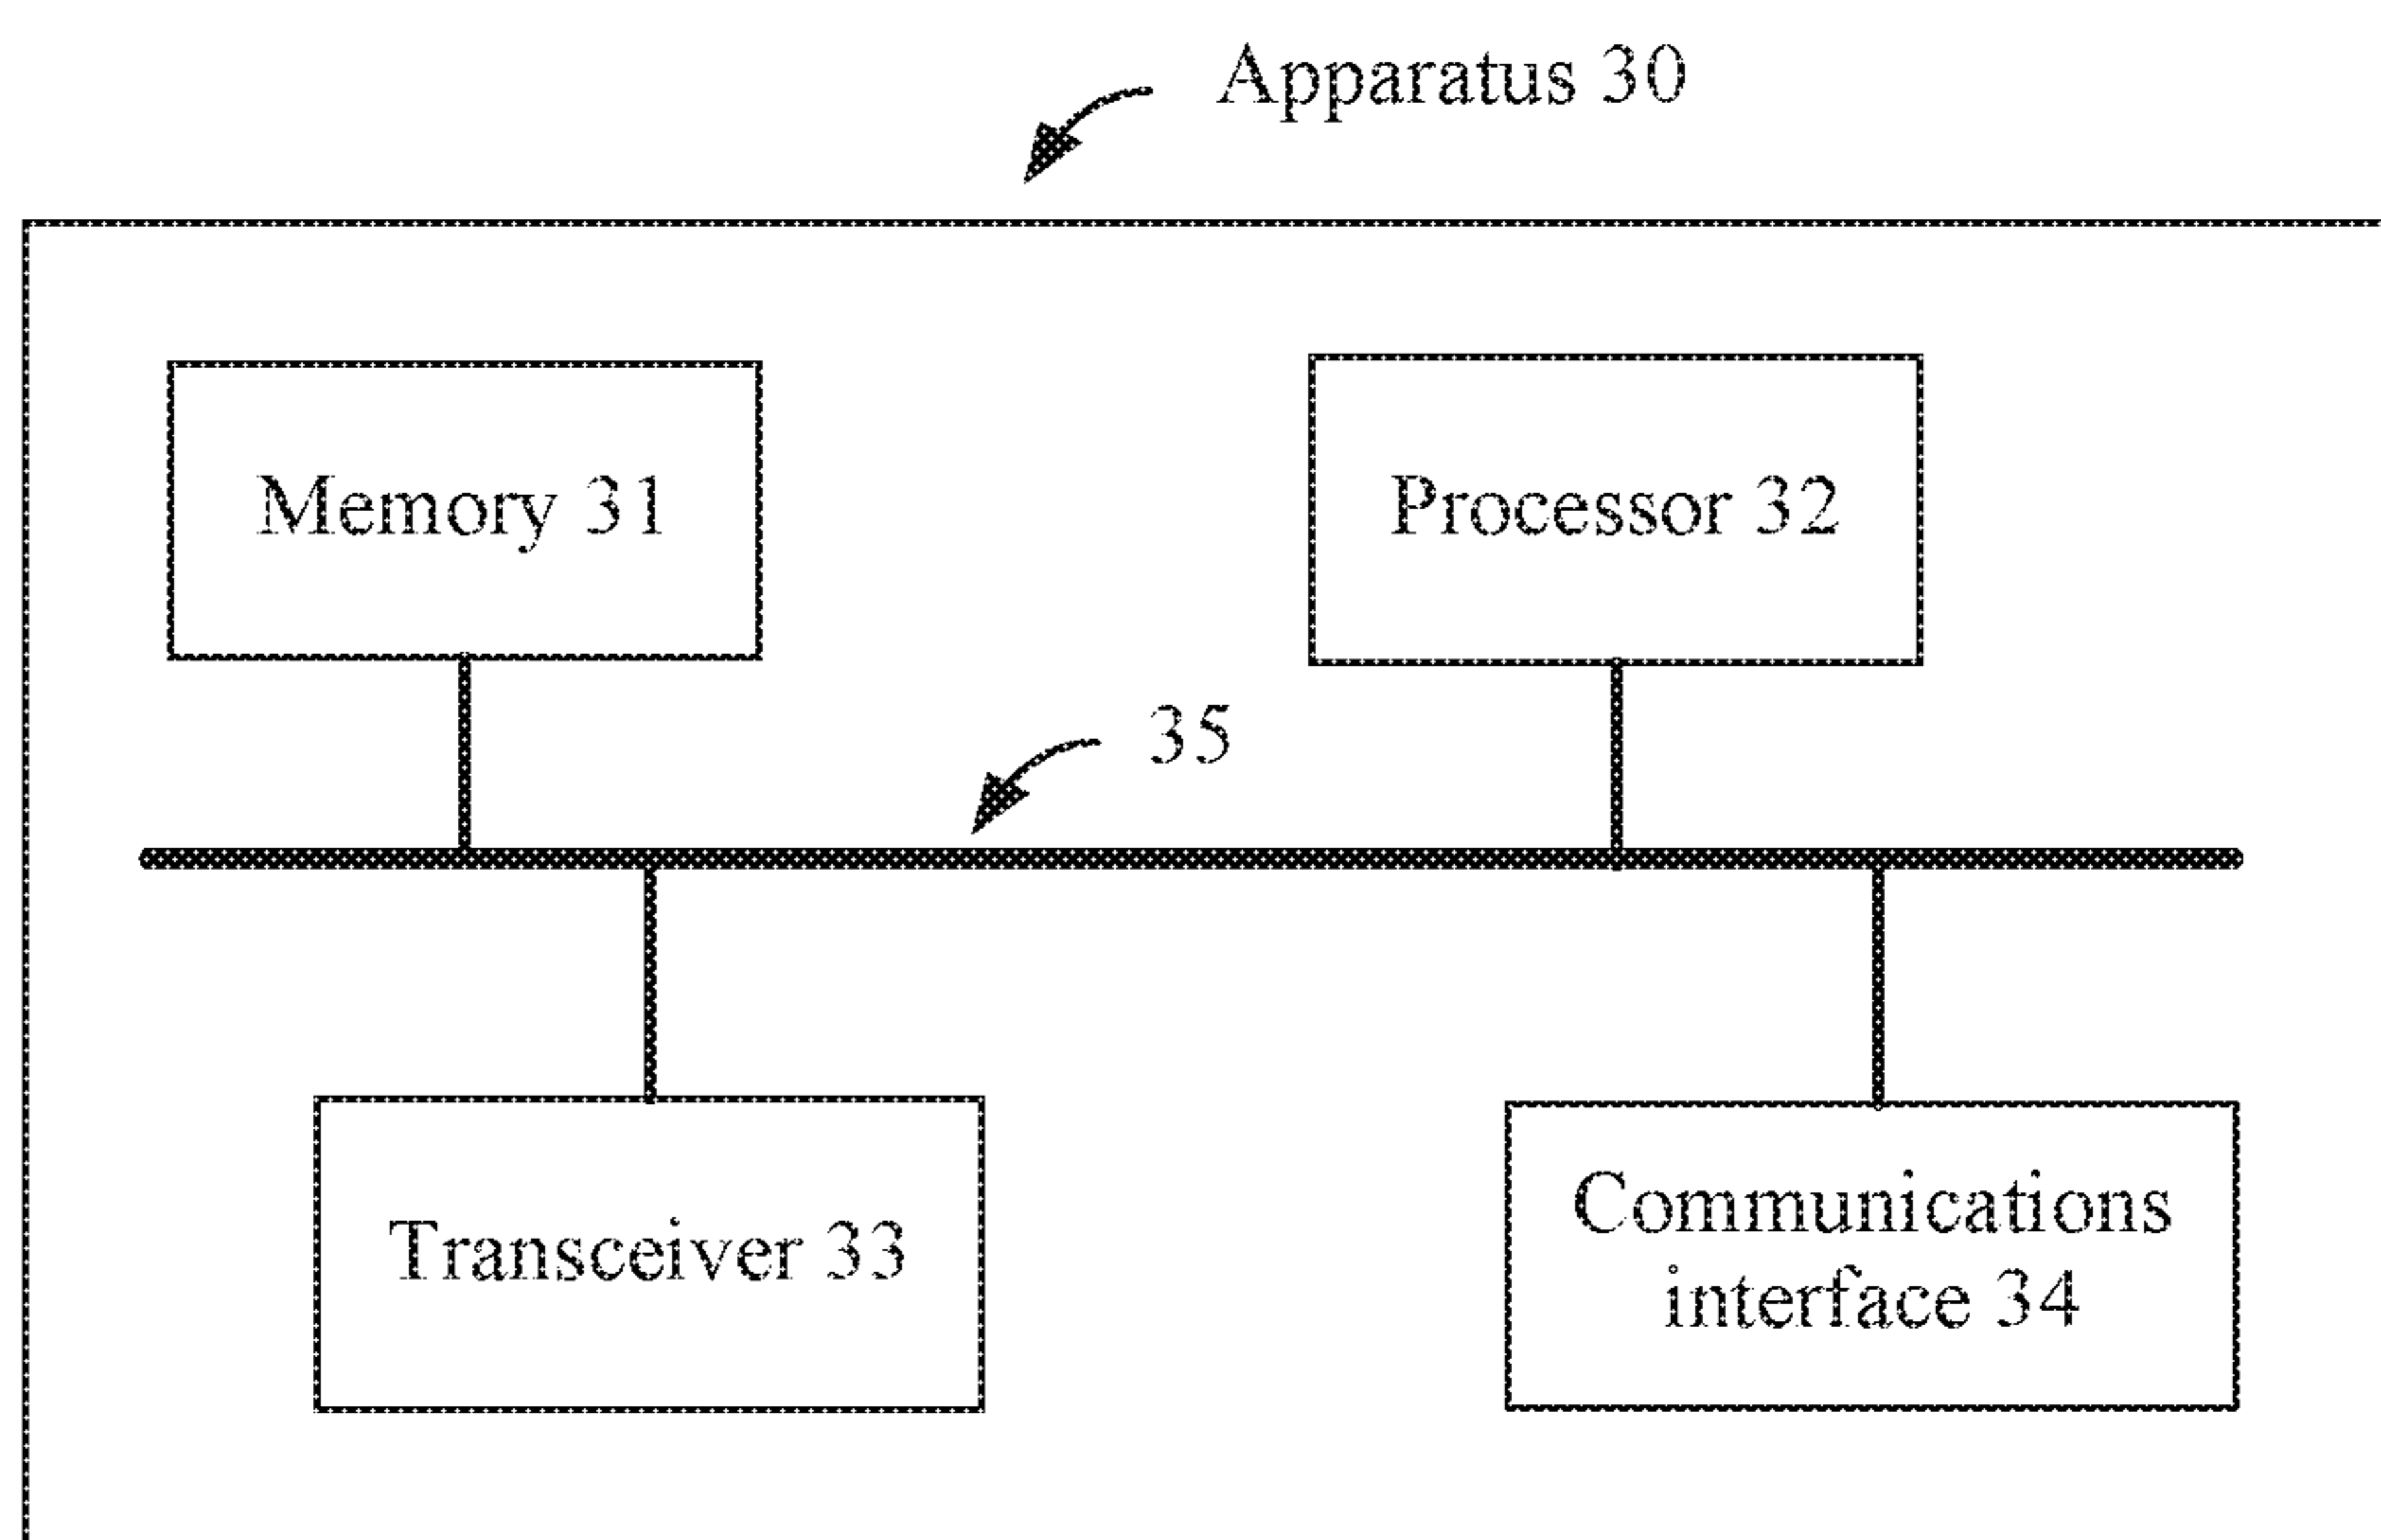 Apparatus 30
Memory 31
Processor 32
35
Transceiver 33
Communications
interface 34